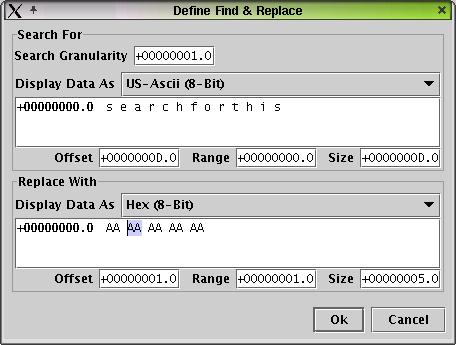 Define Find & Replace
Search For
Search Granularity +00000001.0
Display Data As US-Ascii (8-Bit)
+00000000.0 s e a r c h f o r t h i s
Offset +0000000D.0 Range +00000000.0 Size +0000000D.0
Replace With
Display Data As Hex (8-Bit)
+00000000.0 AA AA AA AA AA
Offset +00000001.0 Range +00000001.0 Size +00000005.0
Ok Cancel